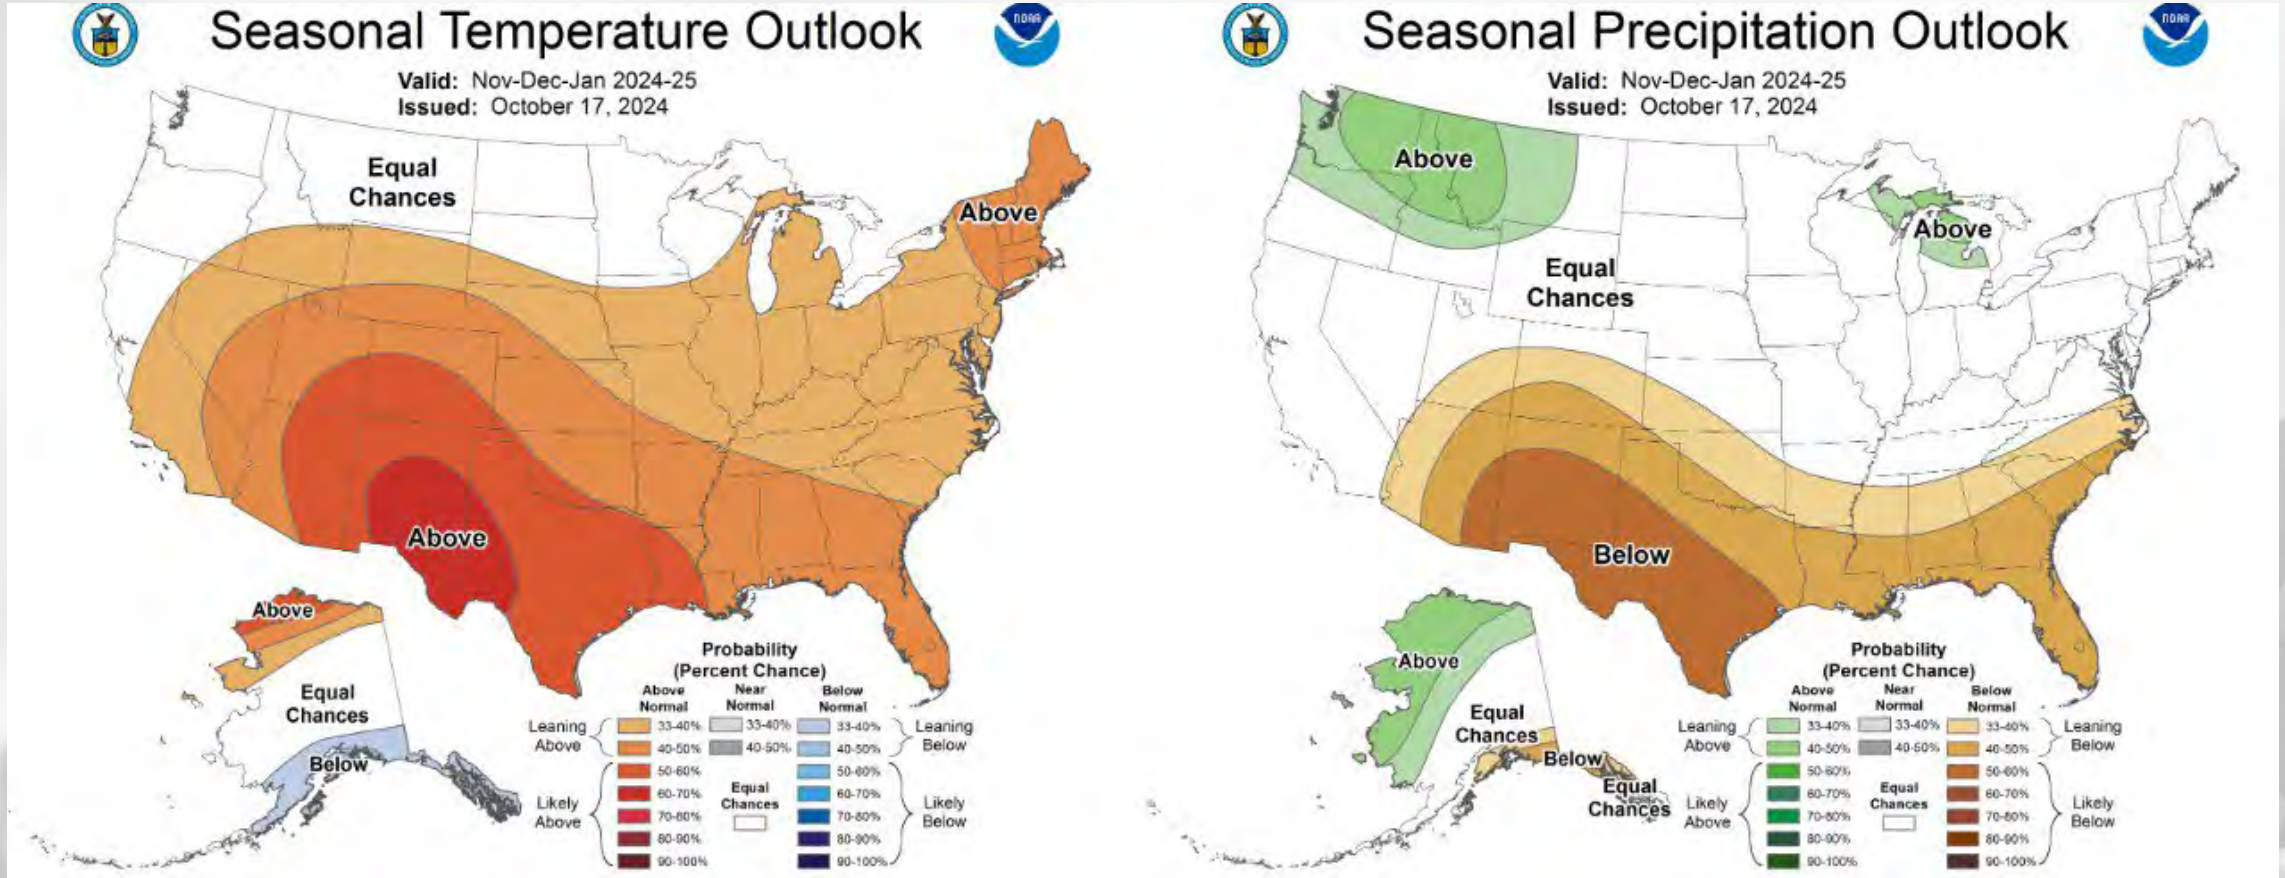 Seasonal Temperature Outlook
NOAA
Valid: Nov-Dec-Jan 2024-25
Issued: October 17, 2024
Equal
Chances
Above
Above
Above
Equal
Chances
Below
Probability
(Percent Chance)
Above
Normal
Near
Normal
Below
Normal
Leaning
Above
33-40%
33-40%
33-40%
Leaning
Below
40-50%
40-50%
40-50%
50-60%
50-60%
60-70%
Equal
Chances
60-70%
Likely
Above
70-80%
70-80%
Likely
Below
80-90%
80-90%
90-100%
90-100%
Seasonal Precipitation Outlook
NOAA
Valid: Nov-Dec-Jan 2024-25
Issued: October 17, 2024
Above
Above
Equal
Chances
Below
Above
Equal
Chances
Below
Equal
Chances
Probability
(Percent Chance)
Above
Normal
Near
Normal
Below
Normal
Leaning
Above
33-40%
33-40%
33-40%
Leaning
Below
40-50%
40-50%
40-50%
50-60%
50-60%
60-70%
Equal
Chances
60-70%
Likely
Above
70-80%
70-80%
Likely
Below
80-90%
80-90%
90-100%
90-100%